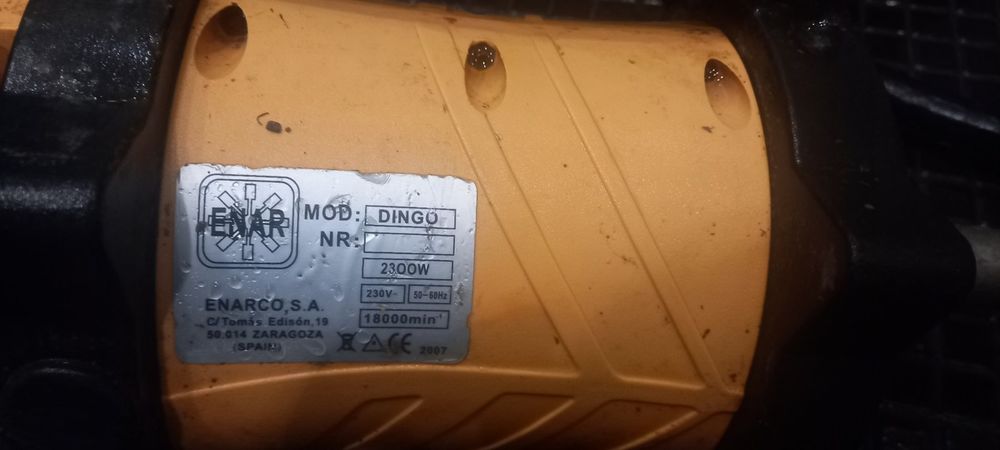 ENAR
MOD: DINGO
NR:
2300W
230V~ 50-60Hz
18000min⁻¹
ENARCO,S.A.
C/Tomás Edisón,19
50.014 ZARAGOZA
(SPAIN)
CE 2007